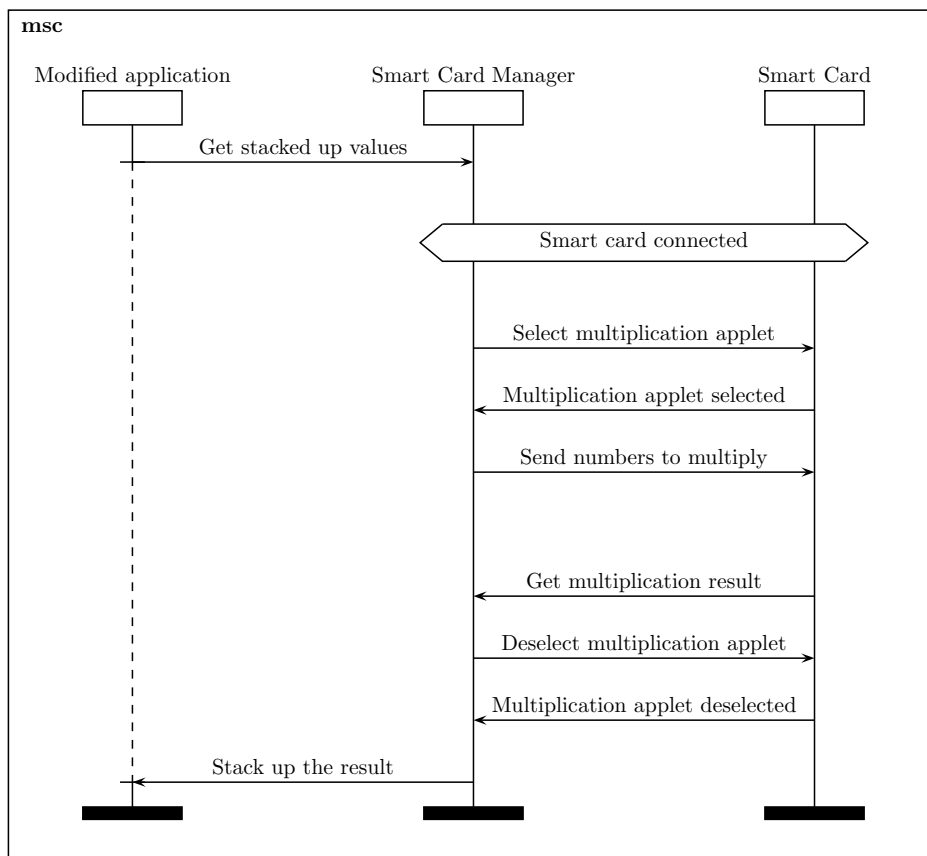 msc
Modified application
Smart Card Manager
Smart Card
Get stacked up values
Smart card connected
Select multiplication applet
Multiplication applet selected
Send numbers to multiply
Get multiplication result
Deselect multiplication applet
Multiplication applet deselected
Stack up the result